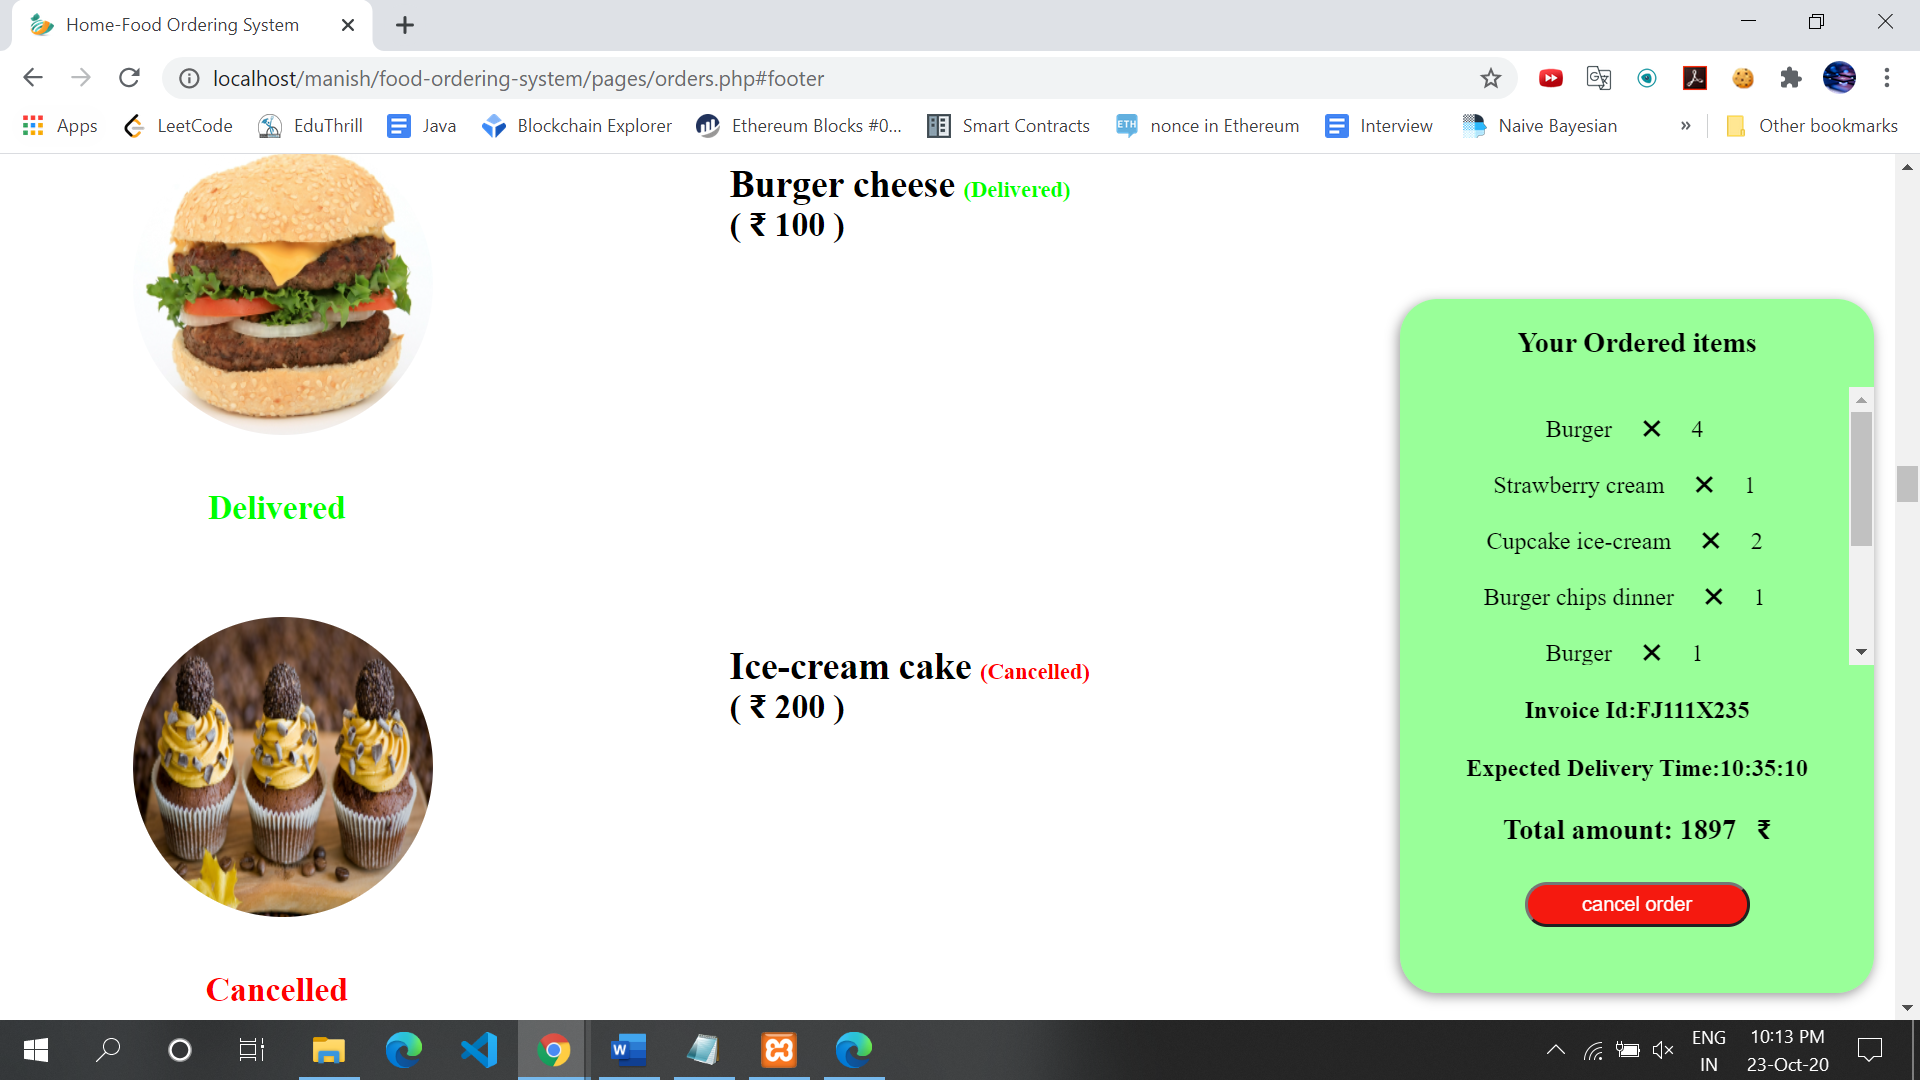 Home-Food Ordering System
localhost/manish/food-ordering-system/pages/orders.php#footer
Apps LeetCode EduThrill Java Blockchain Explorer Ethereum Blocks #0... Smart Contracts ETH nonce in Ethereum Interview Naive Bayesian » Other bookmarks
Burger cheese (Delivered)
( ₹ 100 )
Delivered
Ice-cream cake (Cancelled)
( ₹ 200 )
Cancelled
Your Ordered items
Burger ✕ 4
Strawberry cream ✕ 1
Cupcake ice-cream ✕ 2
Burger chips dinner ✕ 1
Burger ✕ 1
Invoice Id:FJ111X235
Expected Delivery Time:10:35:10
Total amount: 1897 ₹
cancel order
ENG
IN
10:13 PM
23-Oct-20